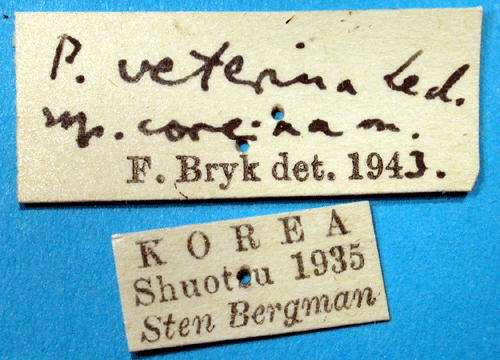 P. veterina Led.
ssp. coreana m.
F. Bryk det. 1943.
KOREA
Shuotsu 1935
Sten Bergman